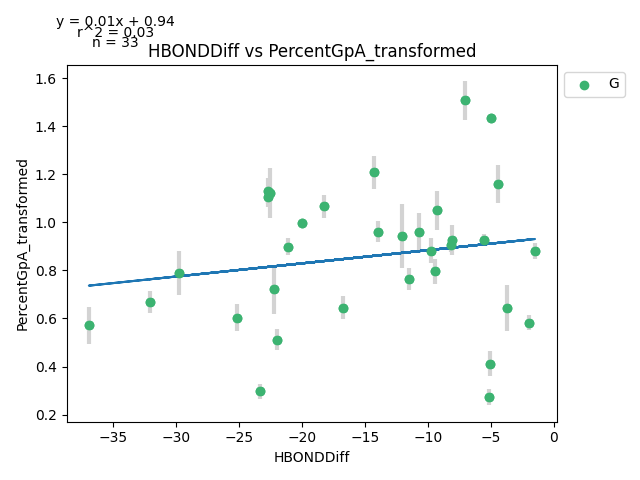 y = 0.01x + 0.94
r^2 = 0.03
n = 33
HBONDDiff vs PercentGpA_transformed
G
PercentGpA_transformed
1.6
1.4
1.2
1.0
0.8
0.6
0.4
0.2
−35
−30
−25
−20
−15
−10
−5
0
HBONDDiff